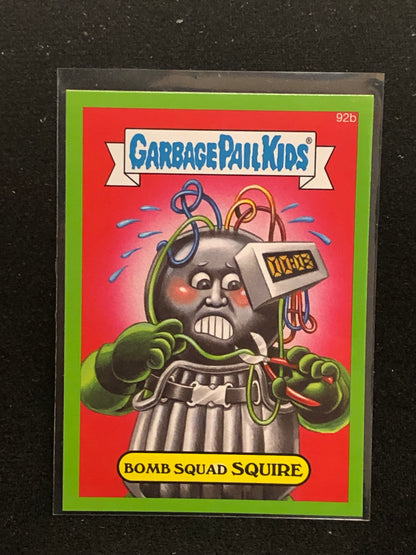 92b
GARBAGE PAIL KIDS®
BOMB SQUAD SQUIRE